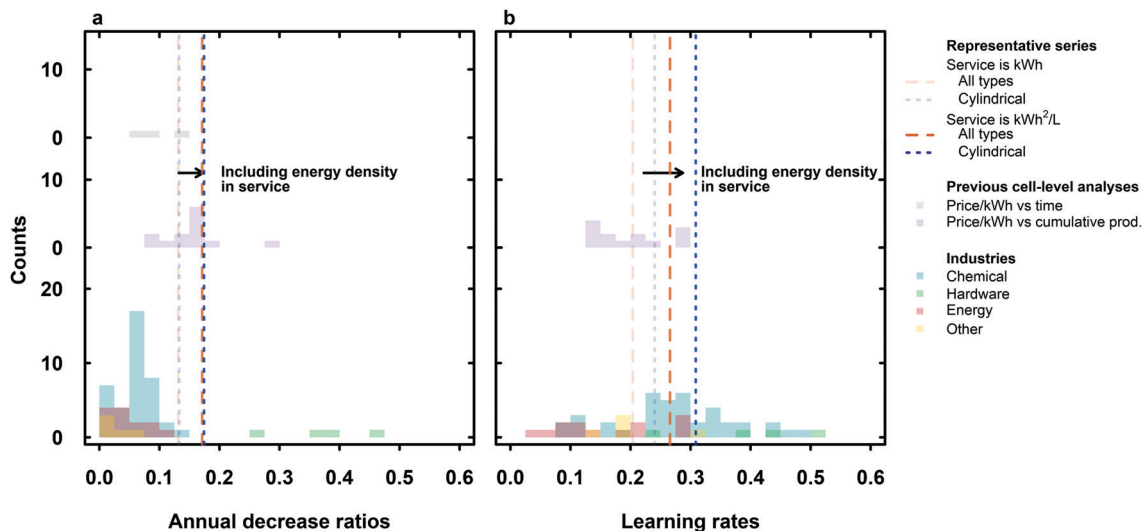 a
b
Counts
10
0
10
0
20
10
0
Including energy density
in service
0.0 0.1 0.2 0.3 0.4 0.5 0.6
Annual decrease ratios
Including energy density
in service
0.0 0.1 0.2 0.3 0.4 0.5 0.6
Learning rates
Representative series
Service is kWh
All types
Cylindrical
Service is kWh²/L
All types
Cylindrical
Previous cell-level analyses
Price/kWh vs time
Price/kWh vs cumulative prod.
Industries
Chemical
Hardware
Energy
Other